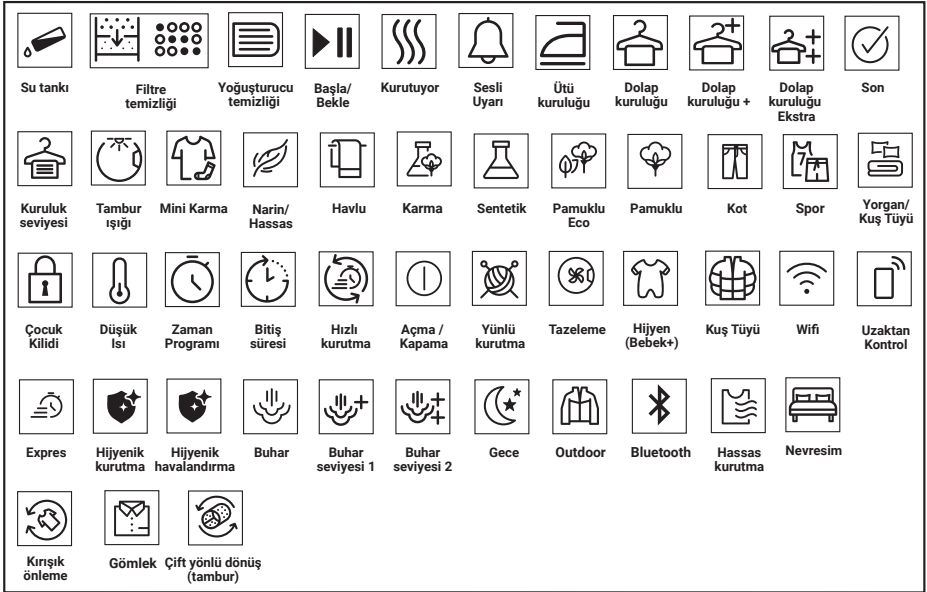 Su tankı
Filtre
temizliği
Yoğuşturucu
temizliği
Başla/
Bekle
Kurutuyor
Sesli
Uyarı
Ütü
kuruluğu
Dolap
kuruluğu
Dolap
kuruluğu +
Dolap
kuruluğu
Ekstra
Son
Kuruluk
seviyesi
Tambur
ışığı
Mini Karma
Narin/
Hassas
Havlu
Karma
Sentetik
Pamuklu
Eco
Pamuklu
Kot
Spor
Yorgan/
Kuş Tüyü
Çocuk
Kilidi
Düşük
Isı
Zaman
Programı
Bitiş
süresi
Hızlı
kurutma
Açma /
Kapama
Yünlü
kurutma
Tazeleme
Hijyen
(Bebek+)
Kuş Tüyü
Wifi
Uzaktan
Kontrol
Expres
Hijyenik
kurutma
Hijyenik
havalandırma
Buhar
Buhar
seviyesi 1
Buhar
seviyesi 2
Gece
Outdoor
Bluetooth
Hassas
kurutma
Nevresim
Kırışık
önleme
Gömlek
Çift yönlü dönüş
(tambur)